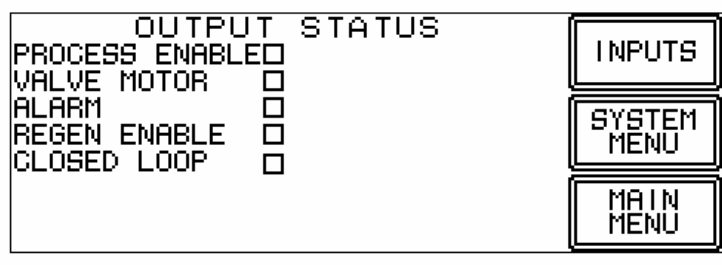 OUTPUT STATUS
PROCESS ENABLE
VALVE MOTOR
ALARM
REGEN ENABLE
CLOSED LOOP
INPUTS
SYSTEM
MENU
MAIN
MENU